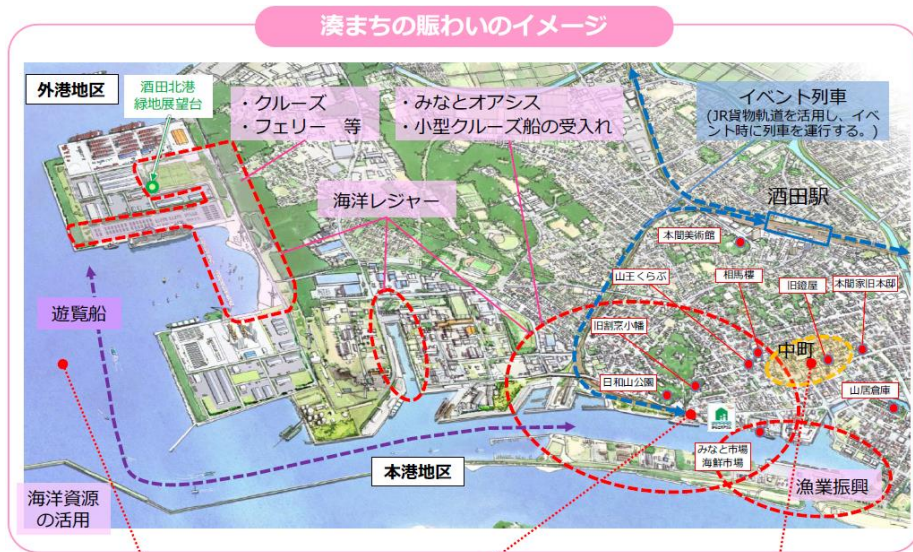 湊まちの賑わいのイメージ
外港地区
酒田北港
緑地展望台
・クルーズ
・フェリー 等
・みなとオアシス
・小型クルーズ船の受入れ
イベント列車
(JR貨物軌道を活用し、イベ
ント時に列車を運行する。)
海洋レジャー
酒田駅
本間美術館
山王くらぶ
相馬樓
旧鐙屋
本間家旧本邸
遊覧船
旧割烹小幡
中町
日和山公園
山居倉庫
みなと市場
海鮮市場
本港地区
漁業振興
海洋資源
の活用